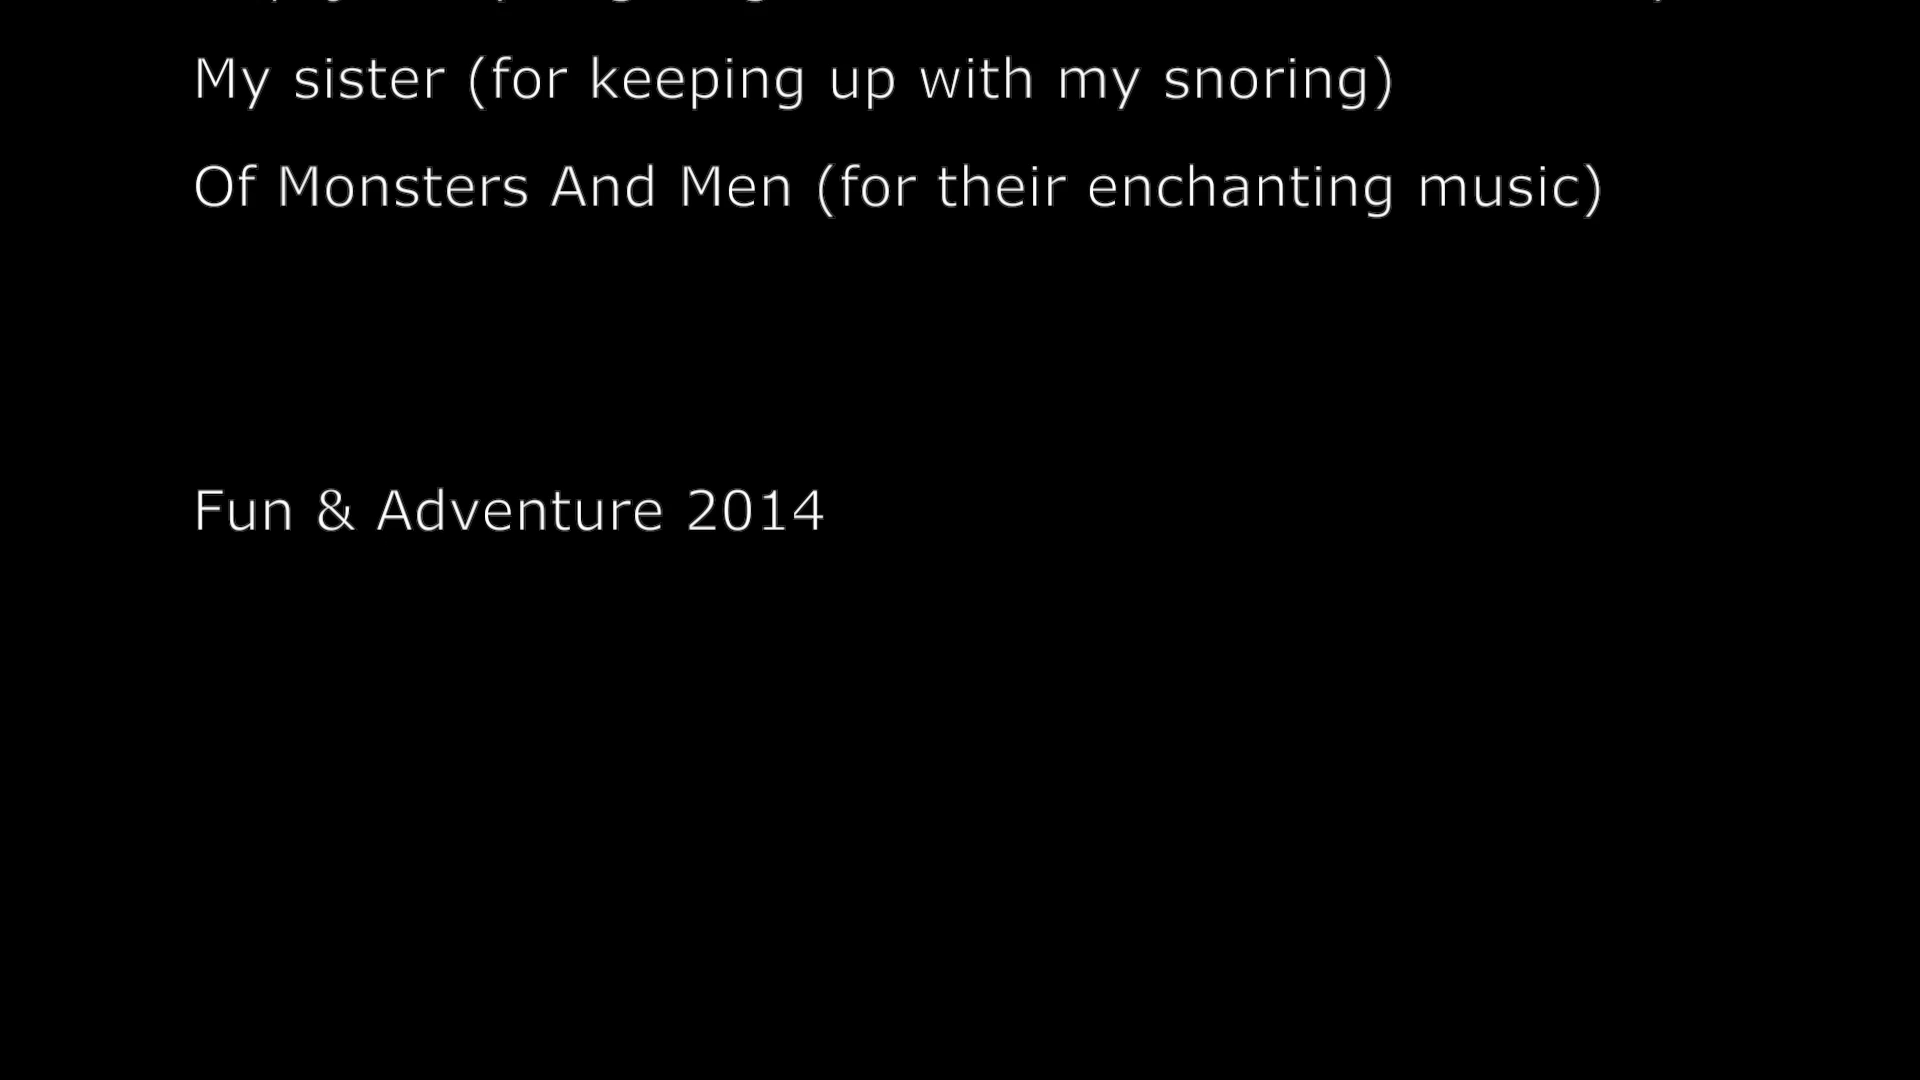 My sister (for keeping up with my snoring)
Of Monsters And Men (for their enchanting music)
Fun & Adventure 2014